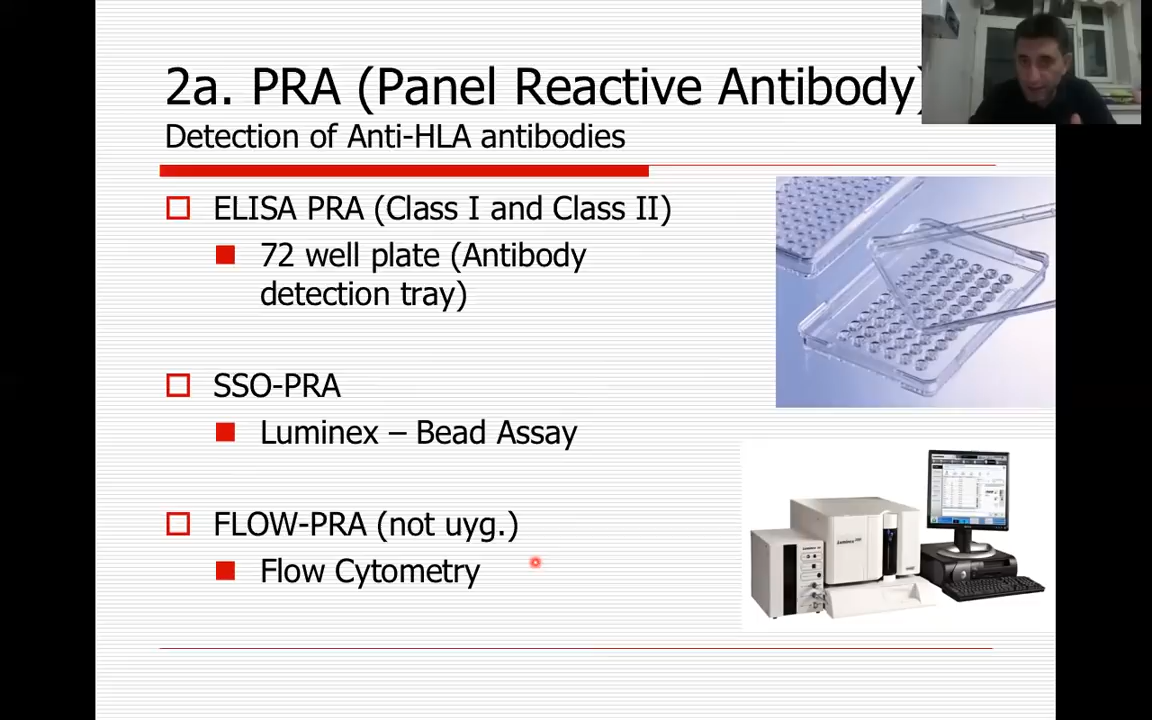 2a. PRA (Panel Reactive Antibody)
Detection of Anti-HLA antibodies
ELISA PRA (Class I and Class II)
72 well plate (Antibody
detection tray)
SSO-PRA
Luminex – Bead Assay
FLOW-PRA (not uyg.)
Flow Cytometry